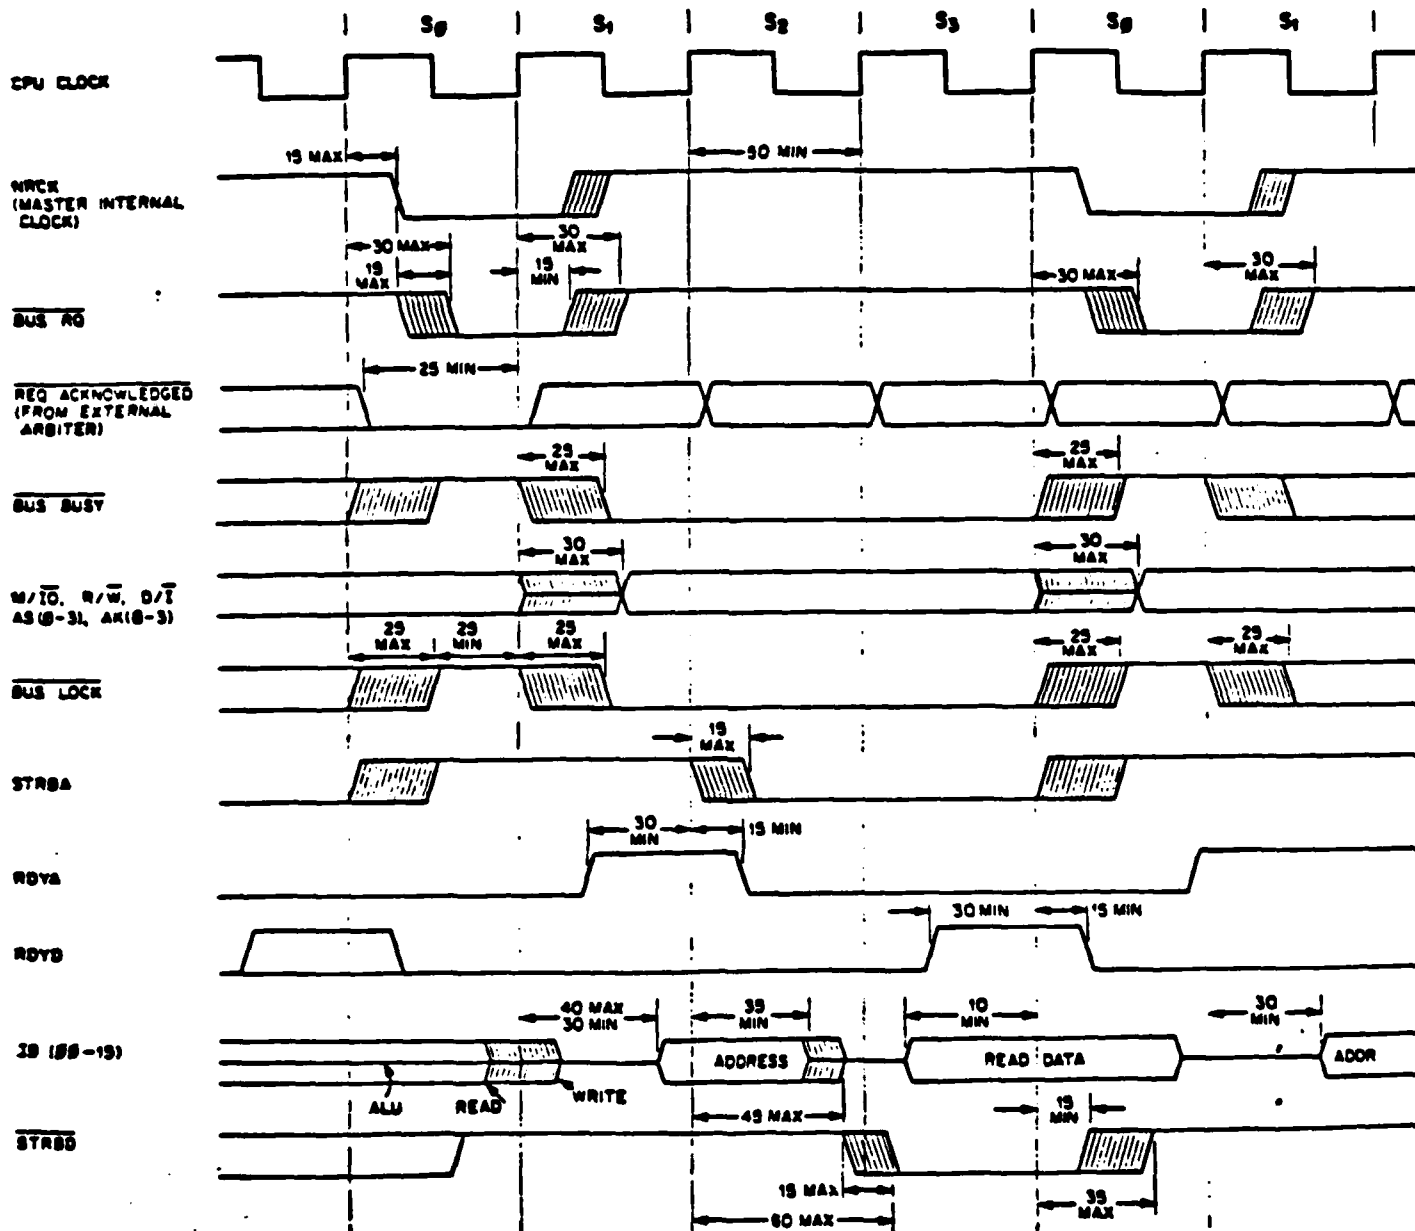 SØ S1 S2 S3 SØ S1
CPU CLOCK
15 MAX
50 MIN
NRCK
(MASTER INTERNAL
CLOCK)
30 MAX
30 MAX
15 MAX
15 MIN
30 MAX
30 MAX
BUS RQ
25 MIN
REQ ACKNOWLEDGED
(FROM EXTERNAL
ARBITER)
25 MAX
25 MAX
BUS BUSY
30 MAX
30 MAX
M/IO, R/W, D/I
AS(Ø-3), AK(Ø-3)
25 MAX
25 MIN
25 MAX
25 MAX
25 MAX
BUS LOCK
15 MAX
STRBA
30 MIN
15 MIN
RDYA
30 MIN
15 MIN
RDYD
40 MAX
30 MIN
35 MIN
10 MIN
30 MIN
IB (ØØ-15)
ADDRESS
READ DATA
ADDR
ALU
READ
WRITE
45 MAX
15 MIN
STRBD
15 MAX
35 MAX
60 MAX